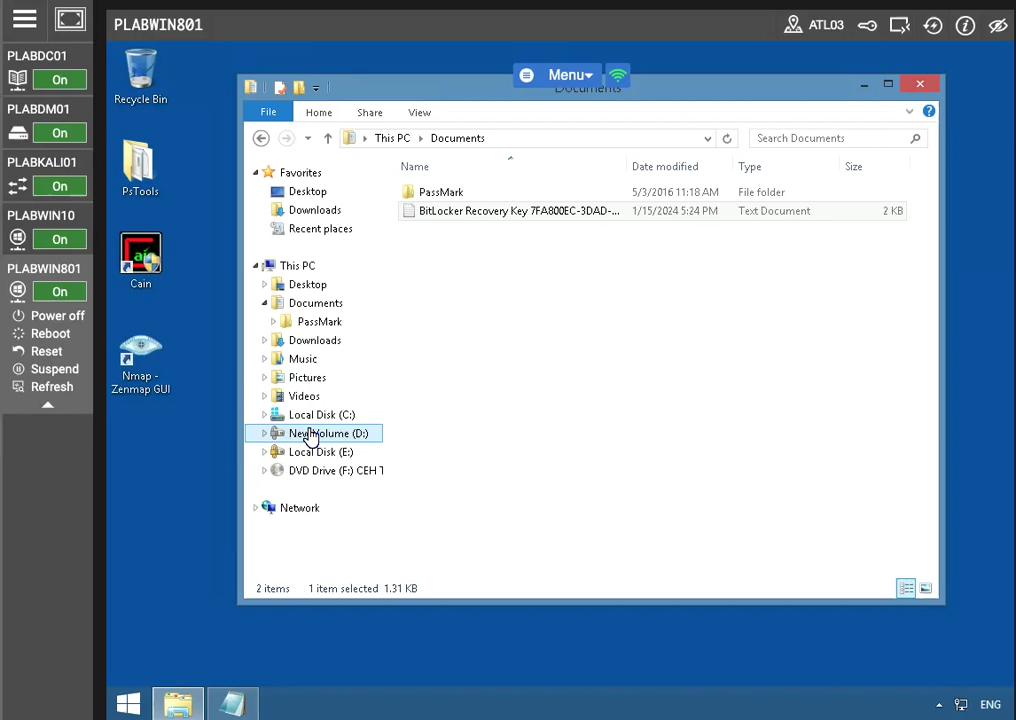 PLABWIN801
ATL03
PLABDC01
On
PLABDM01
On
PLABKALI01
On
PLABWIN10
On
PLABWIN801
On
Power off
Reboot
Reset
Suspend
Refresh
Recycle Bin
PsTools
Cain
Nmap -
Zenmap GUI
Menu
Documents
File Home Share View
This PC Documents
Search Documents
Name Date modified Type Size
PassMark 5/3/2016 11:18 AM File folder
BitLocker Recovery Key 7FA800EC-3DAD-... 1/15/2024 5:24 PM Text Document 2 KB
Favorites
Desktop
Downloads
Recent places
This PC
Desktop
Documents
PassMark
Downloads
Music
Pictures
Videos
Local Disk (C:)
New Volume (D:)
Local Disk (E:)
DVD Drive (F:) CEH T
Network
2 items 1 item selected 1.31 KB
ENG